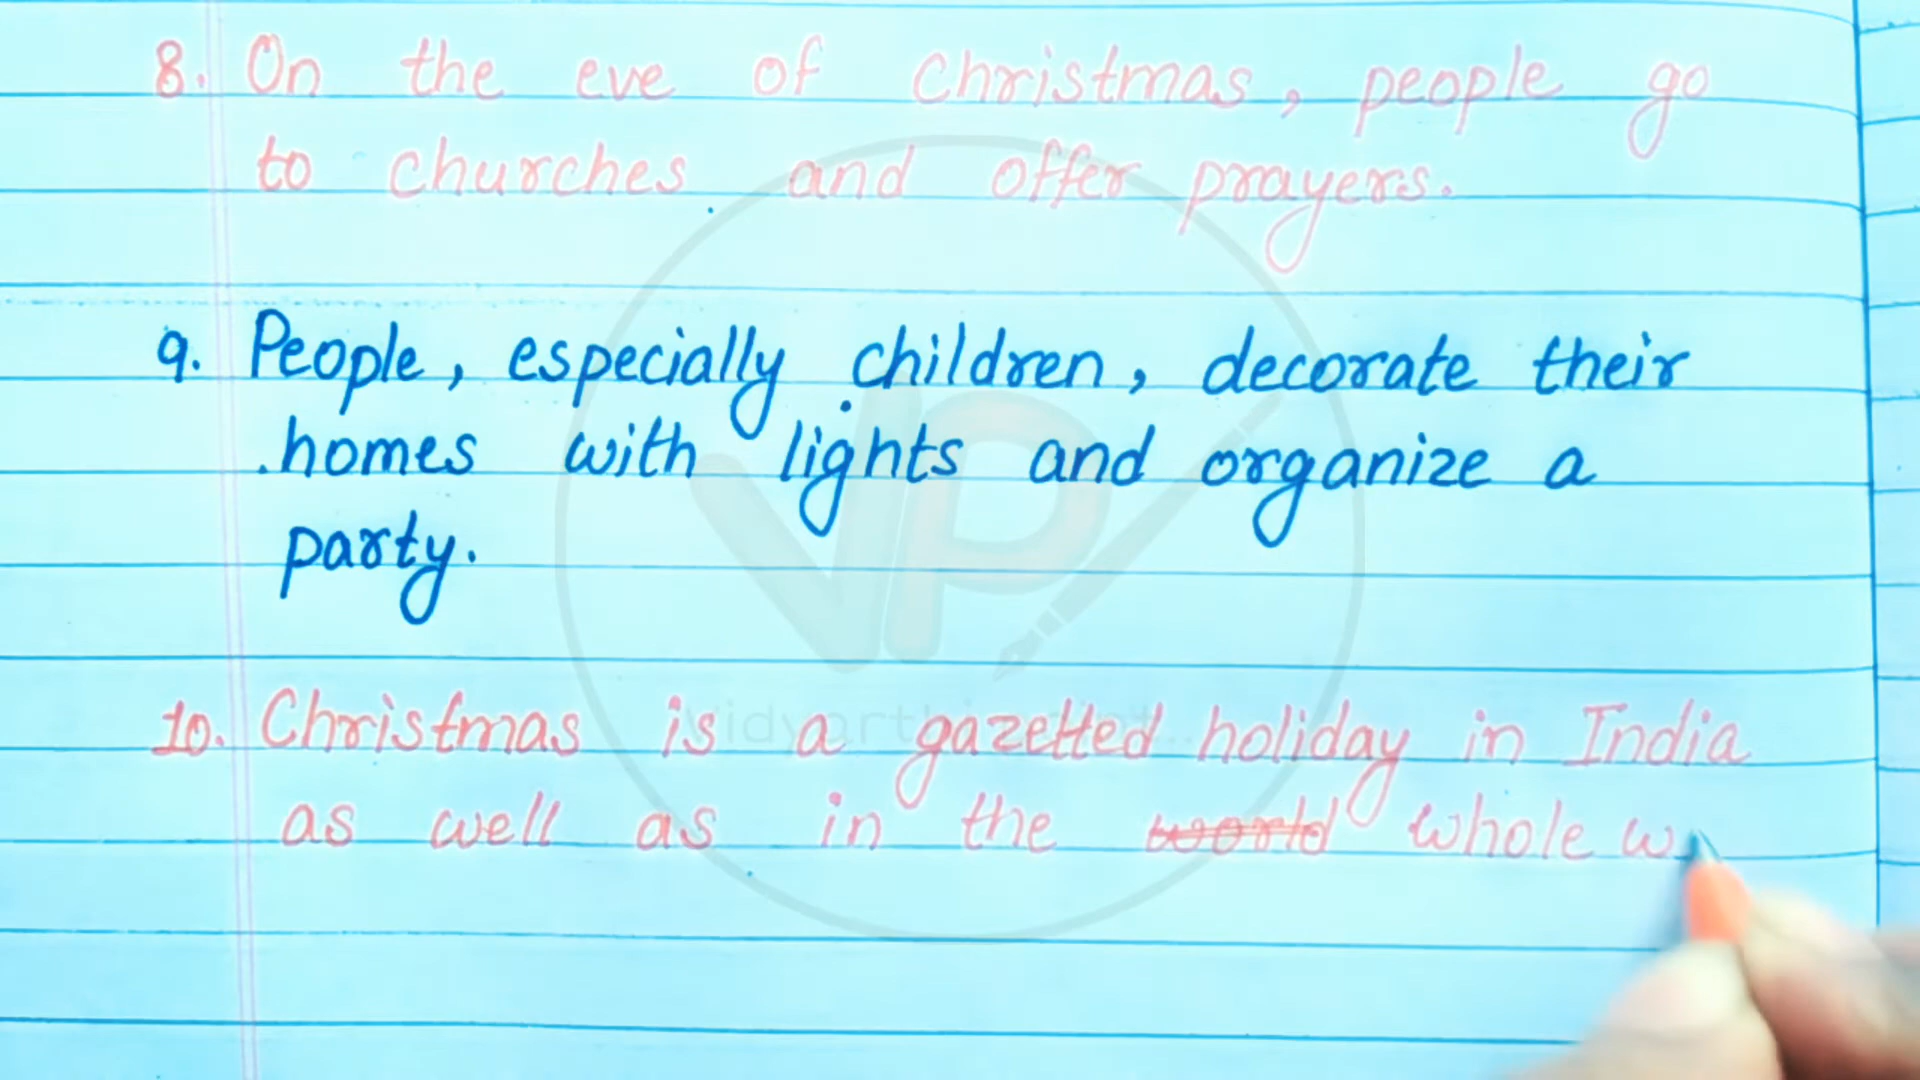 8. On the eve of Christmas, people go
to churches and offer prayers.
9. People, especially children, decorate their
homes with lights and organize a
party.
10. Christmas is a gazetted holiday in India
as well as in the world whole w
VP